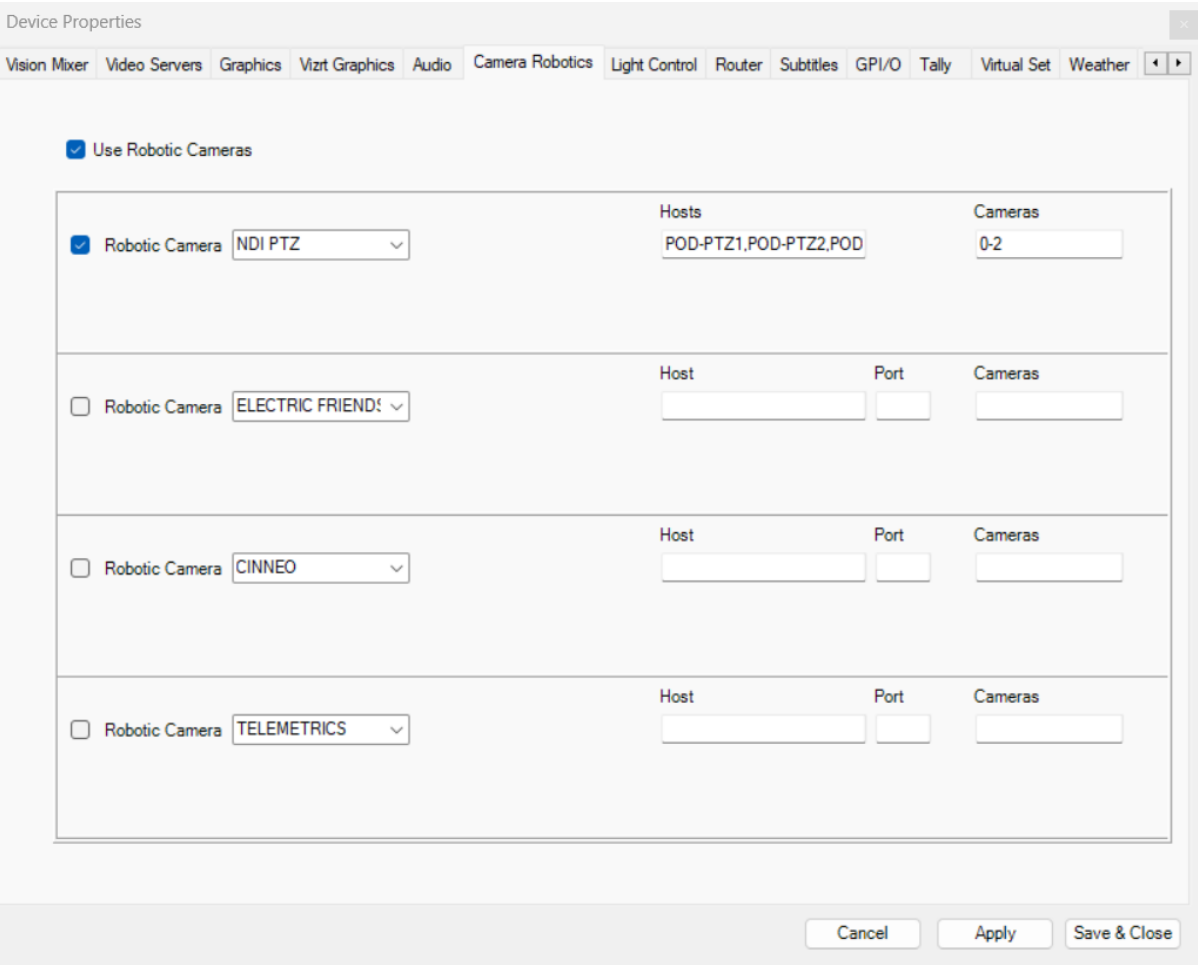 Device Properties
Vision Mixer Video Servers Graphics Vizrt Graphics Audio Camera Robotics Light Control Router Subtitles GPI/O Tally Virtual Set Weather
Use Robotic Cameras
Hosts Cameras
Robotic Camera NDI PTZ POD-PTZ1,POD-PTZ2,POD 0-2
Host Port Cameras
Robotic Camera ELECTRIC FRIENDS
Host Port Cameras
Robotic Camera CINNEO
Host Port Cameras
Robotic Camera TELEMETRICS
Cancel Apply Save & Close